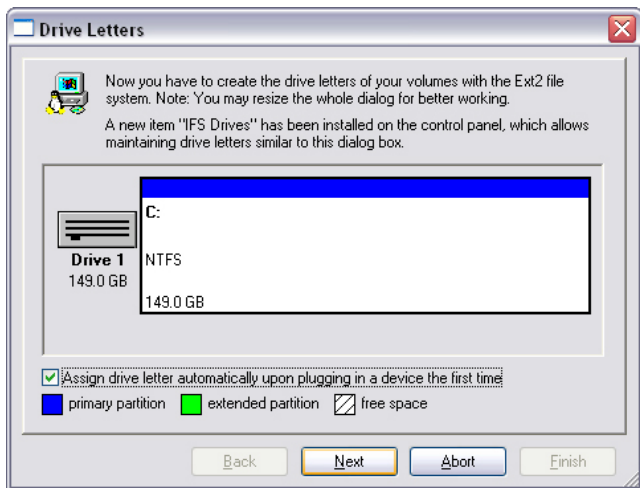 Drive Letters
Now you have to create the drive letters of your volumes with the Ext2 file
system. Note: You may resize the whole dialog for better working.
A new item "IFS Drives" has been installed on the control panel, which allows
maintaining drive letters similar to this dialog box.
C:
Drive 1
NTFS
149.0 GB
149.0 GB
Assign drive letter automatically upon plugging in a device the first time
primary partition extended partition free space
Back Next Abort Finish